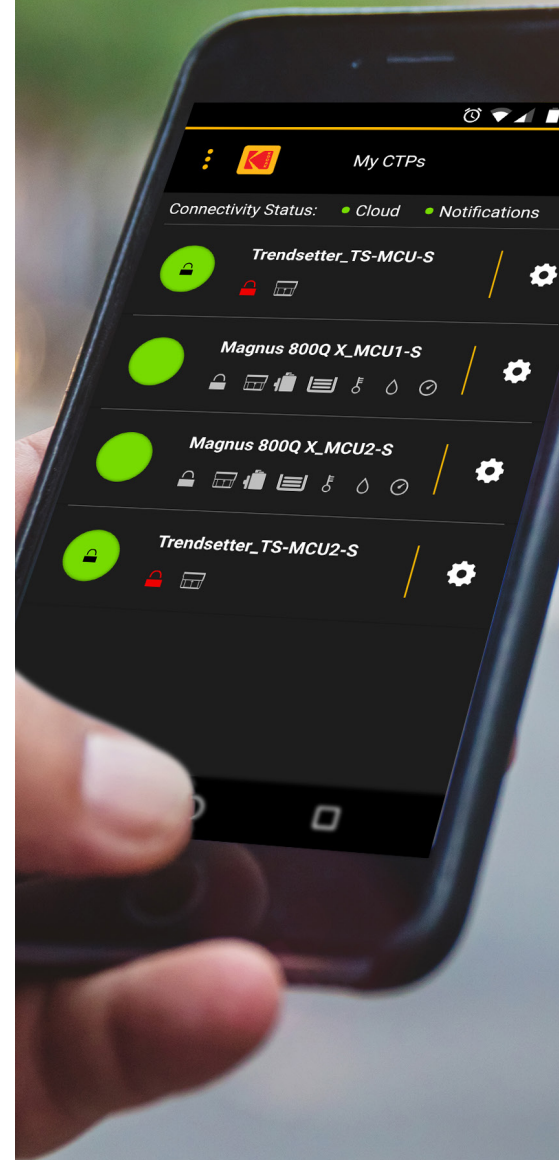 My CTPs
Connectivity Status: Cloud Notifications
Trendsetter_TS-MCU-S
Magnus 800Q X_MCU1-S
Magnus 800Q X_MCU2-S
Trendsetter_TS-MCU2-S